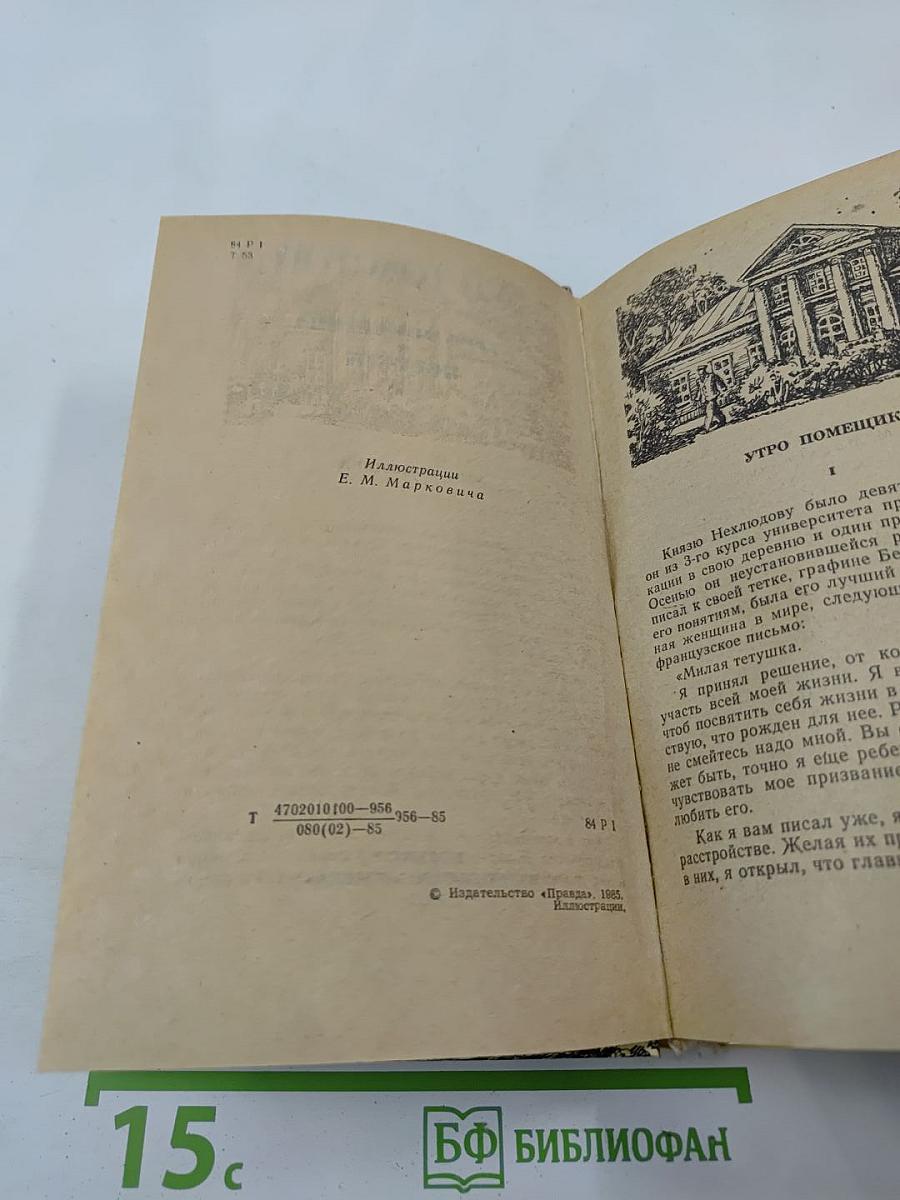 84 Р 1
Т 53
Иллюстрации
Е. М. Марковича
Т 4702010100—956 956—85
080(02)—85
84 Р 1
© Издательство «Правда», 1985.
Иллюстрации.
УТРО ПОМЕЩИК
I
Князю Нехлюдову было девят
он из 3-го курса университета пр
кации в свою деревню и один пр
Осенью он неустановившейся р
писал к своей тетке, графине Бе
его понятиям, была его лучший
ная женщина в мире, следующ
французское письмо:
«Милая тетушка.
Я принял решение, от ко
участь всей моей жизни. Я в
чтоб посвятить себя жизни в
ствую, что рожден для нее. Р
не смейтесь надо мной. Вы
жет быть, точно я еще ребе
чувствовать мое призвание
любить его.
Как я вам писал уже, я
расстройстве. Желая их пр
в них, я открыл, что главн
15 с
БФ БИБЛИОФАН